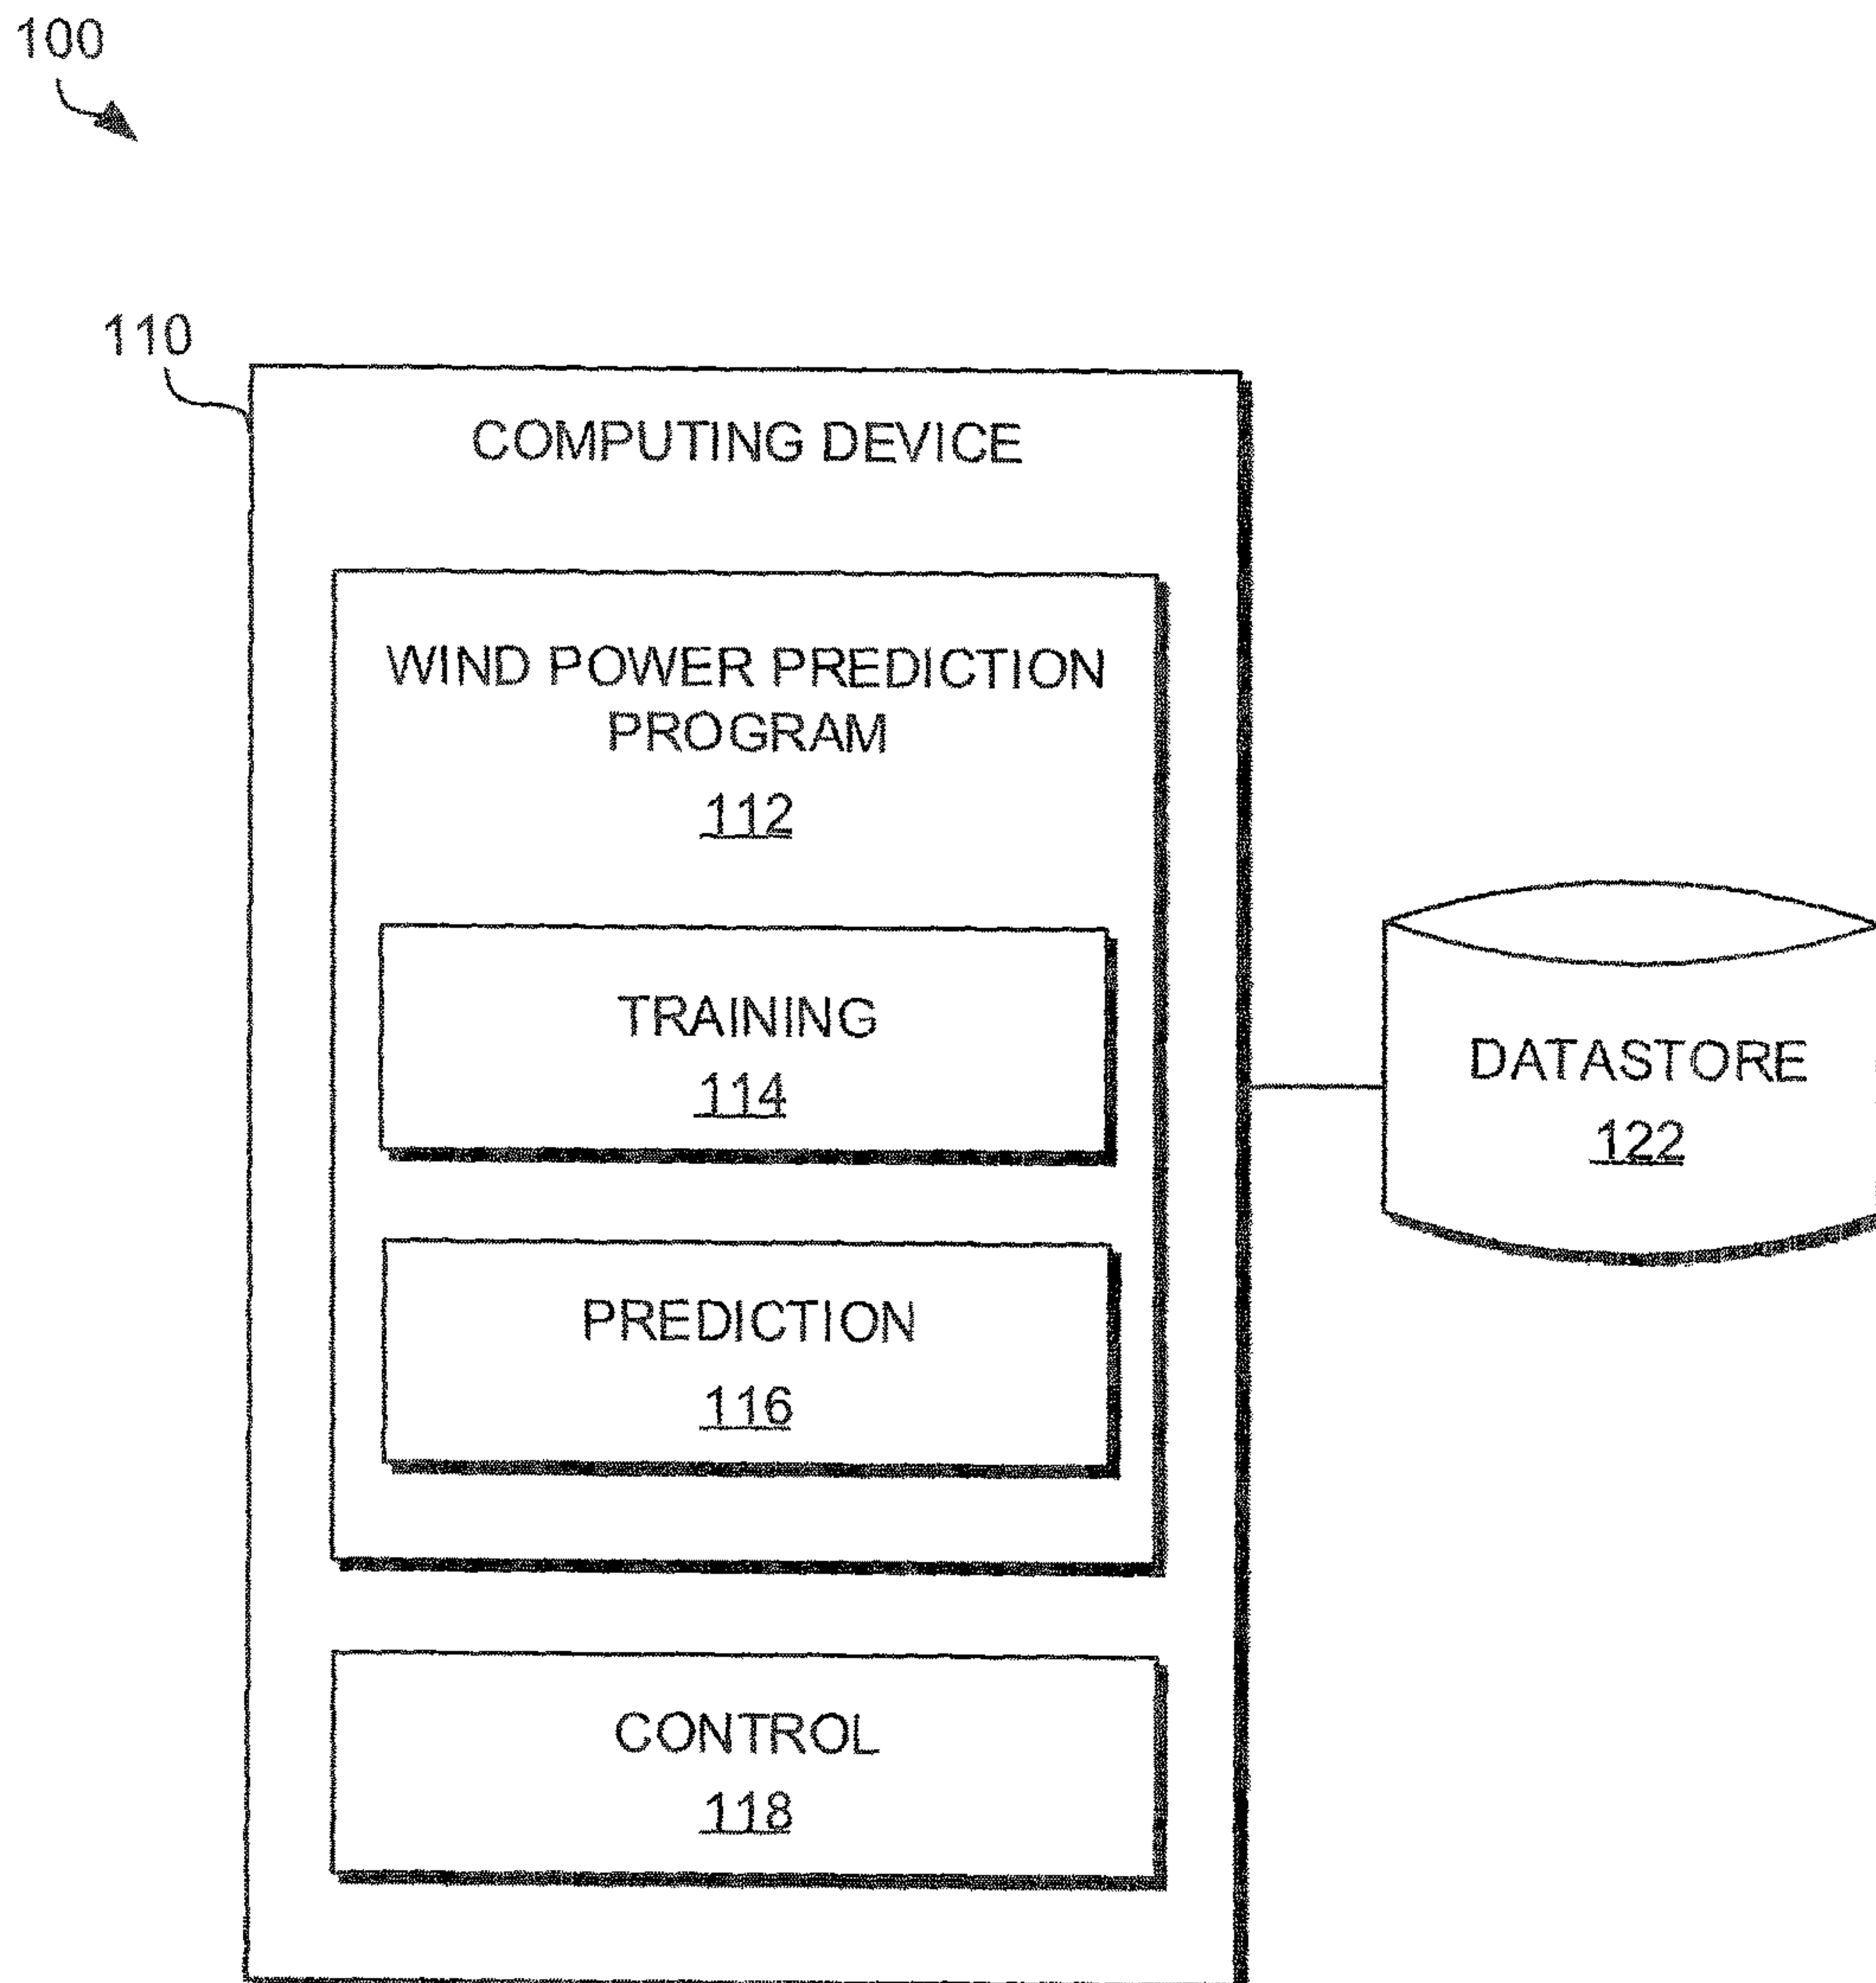 100
110
COMPUTING DEVICE
WIND POWER PREDICTION
PROGRAM
112
TRAINING
114
PREDICTION
116
CONTROL
118
DATASTORE
122